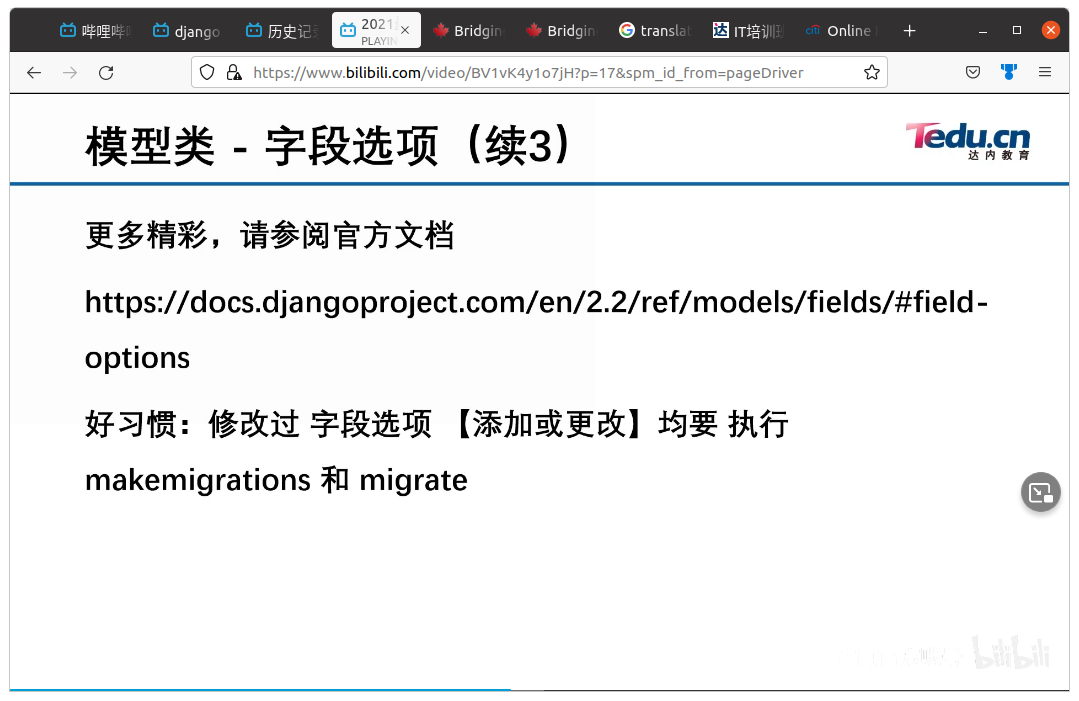 哔哩哔
django
历史记
2021
PLAYIN
Bridgin
Bridgin
translat
IT培训
citi Online
https://www.bilibili.com/video/BV1vK4y1o7jH?p=17&spm_id_from=pageDriver
模型类 - 字段选项（续3）
Tedu.cn
达内教育
更多精彩，请参阅官方文档
https://docs.djangoproject.com/en/2.2/ref/models/fields/#field-
options
好习惯：修改过 字段选项 【添加或更改】均要 执行
makemigrations 和 migrate
bilibili